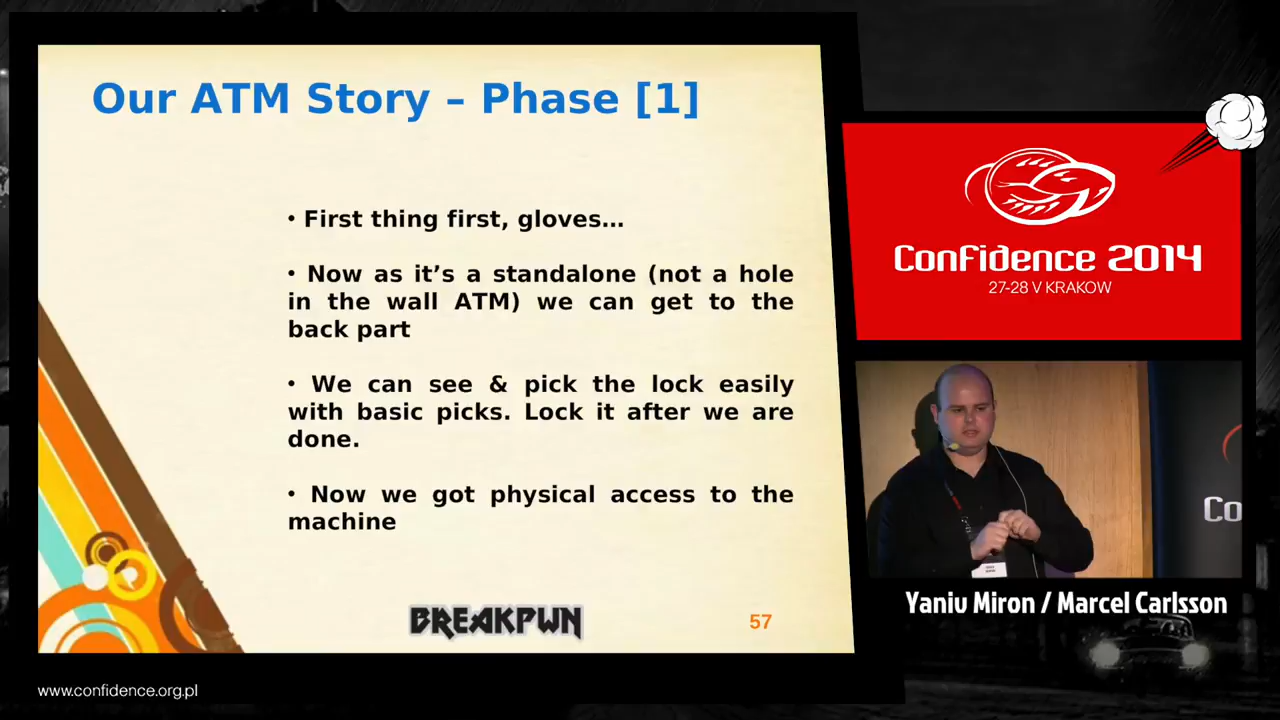 Our ATM Story – Phase [1]
• First thing first, gloves…
• Now as it’s a standalone (not a hole
in the wall ATM) we can get to the
back part
• We can see & pick the lock easily
with basic picks. Lock it after we are
done.
• Now we got physical access to the
machine
BREAKPWN
57
www.confidence.org.pl
ConFidence 2014
27-28 V KRAKOW
Co
Yaniv Miron / Marcel Carlsson